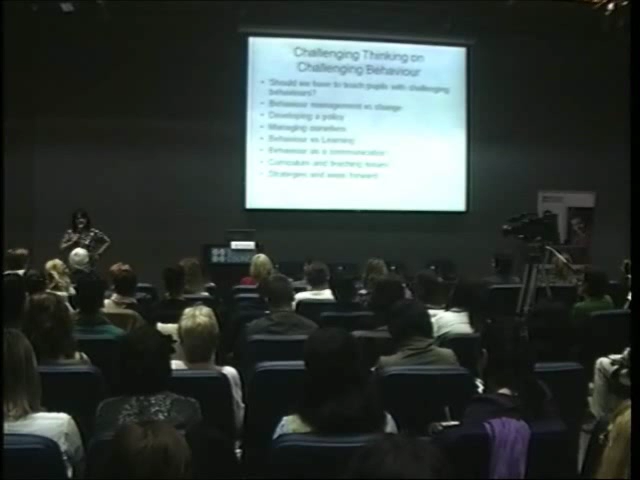 Challenging Thinking on
Challenging Behaviour
• Should we have to teach pupils with challenging
behaviours?
• Behaviour management vs change
• Developing a policy
• Managing ourselves
• Behaviour vs Learning
• Behaviour as a communication
• Curriculum and teaching issues
• Strategies and ways forward